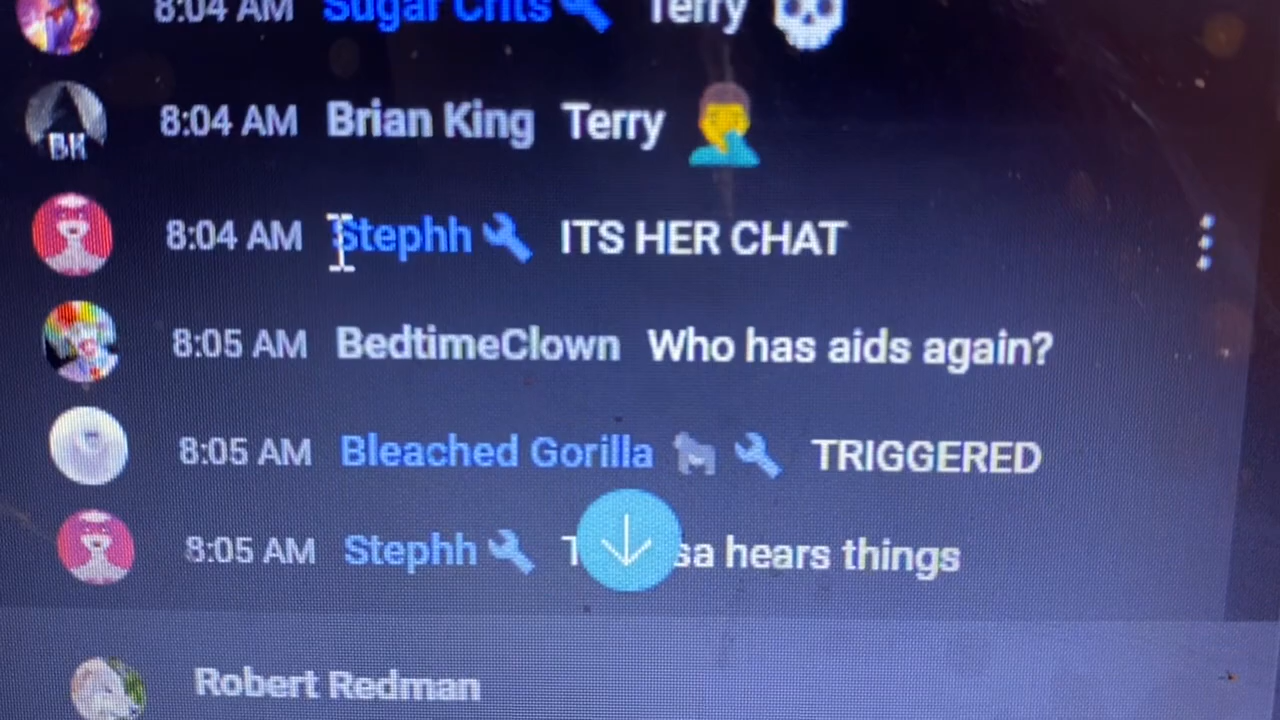 8:04 AM Sugar Crits Terry
BK
8:04 AM Brian King Terry
8:04 AM Stephh ITS HER CHAT
8:05 AM BedtimeClown Who has aids again?
8:05 AM Bleached Gorilla TRIGGERED
8:05 AM Stephh hears things
Robert Redman